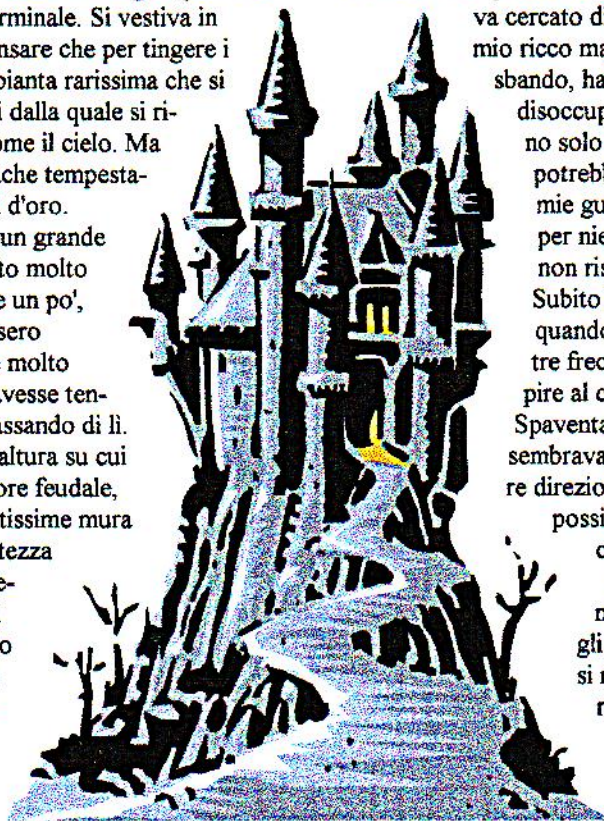 rminale. Si vestiva in
nsare che per tingere i
pianta rarissima che si
i dalla quale si ri-
ome il cielo. Ma
che tempesta-
d'oro.
un grande
to molto
e un po',
sero
molto
vesse ten-
assando di lì.
altura su cui
ore feudale,
tissime mura
tezza
e-
o
va cercato d
mio ricco ma
sbando, ha
disoccup
no solo
potreb
mie gu
per nie
non ris
Subito
quando
tre frec
pire al c
Spaventa
sembrava
re direzio
possi
c
n
gli
si r
r